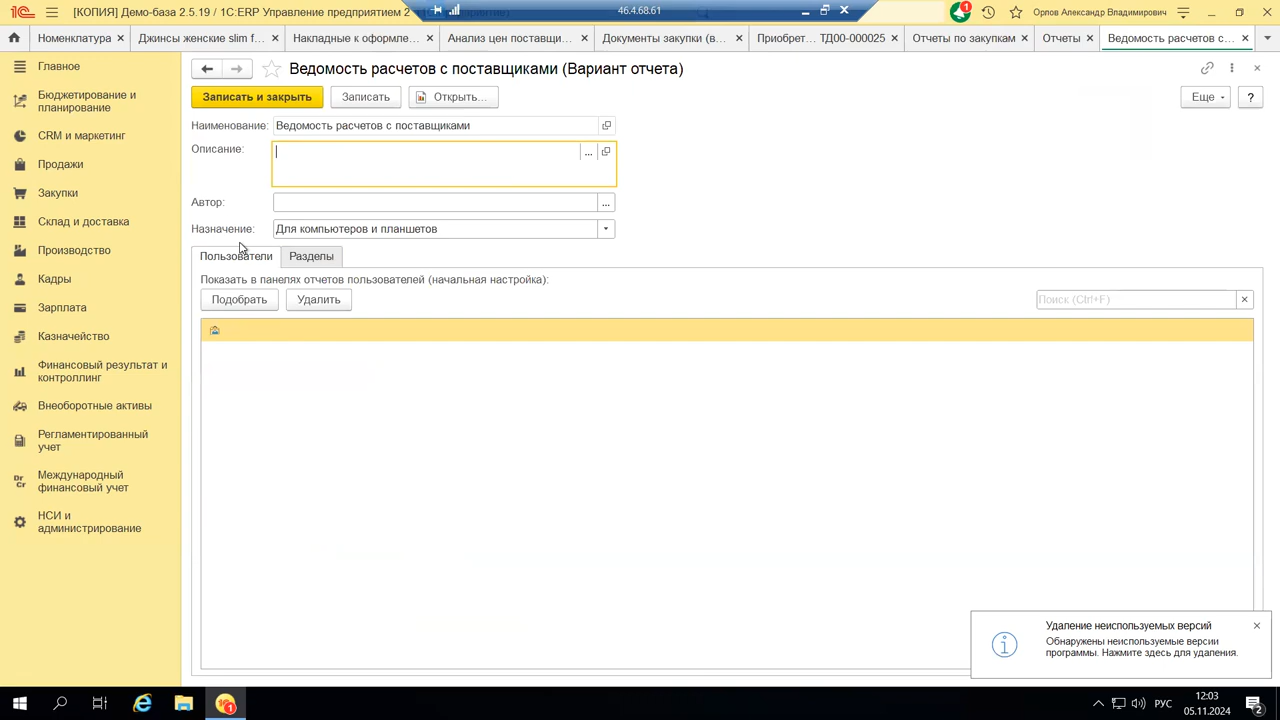 [КОПИЯ] Демо-база 2.5.19 / 1С:ERP Управление предприятием 2
46.4.68.61
1
Орлов Александр Владимирович
Номенклатура
Джинсы женские slim f...
Накладные к оформле...
Анализ цен поставщи...
Документы закупки (в...
Приобрет... ТД00-000025
Отчеты по закупкам
Отчеты
Ведомость расчетов с...
Главное
Бюджетирование и
планирование
CRM и маркетинг
Продажи
Закупки
Склад и доставка
Производство
Кадры
Зарплата
Казначейство
Финансовый результат и
контроллинг
Внеоборотные активы
Регламентированный
учет
Международный
финансовый учет
НСИ и
администрирование
Ведомость расчетов с поставщиками (Вариант отчета)
Записать и закрыть
Записать
Открыть...
Еще
?
Наименование:
Ведомость расчетов с поставщиками
Описание:
...
Автор:
...
Назначение:
Для компьютеров и планшетов
Пользователи
Разделы
Показать в панелях отчетов пользователей (начальная настройка):
Подобрать
Удалить
Поиск (Ctrl+F)
Удаление неиспользуемых версий
Обнаружены неиспользуемые версии
программы. Нажмите здесь для удаления.
1
РУС
12:03
05.11.2024
2